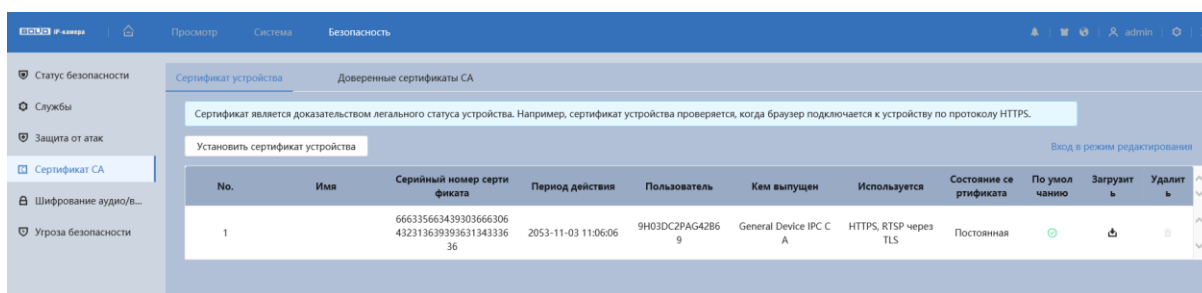 BOLID IP-камера Просмотр Система Безопасность admin
Статус безопасности
Службы
Защита от атак
Сертификат CA
Шифрование аудио/в...
Угроза безопасности
Сертификат устройства Доверенные сертификаты CA
Сертификат является доказательством легального статуса устройства. Например, сертификат устройства проверяется, когда браузер подключается к устройству по протоколу HTTPS.
Установить сертификат устройства Вход в режим редактирования
No. Имя Серийный номер серти
фиката Период действия Пользователь Кем выпущен Используется Состояние се
ртификата По умол
чанию Загрузит
ь Удалит
ь
1 666335663439303666306
432313639393631343336
36 2053-11-03 11:06:06 9H03DC2PAG42B6
9 General Device IPC C
A HTTPS, RTSP через
TLS Постоянная